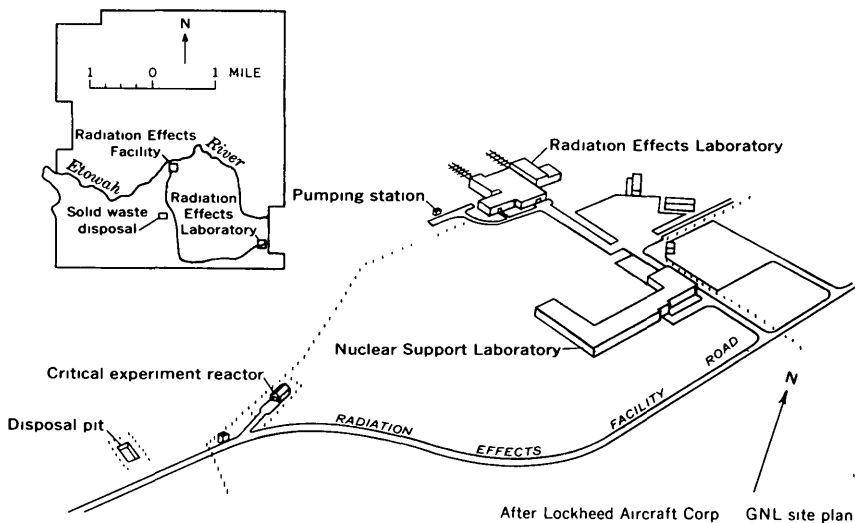 N
1 0 1 MILE
Radiation Effects
Facility
Etowah River
Solid waste
disposal
Radiation
Effects
Laboratory
Radiation Effects Laboratory
Pumping station
Nuclear Support Laboratory
Critical experiment reactor
Disposal pit
RADIATION EFFECTS FACILITY ROAD
N
After Lockheed Aircraft Corp GNL site plan